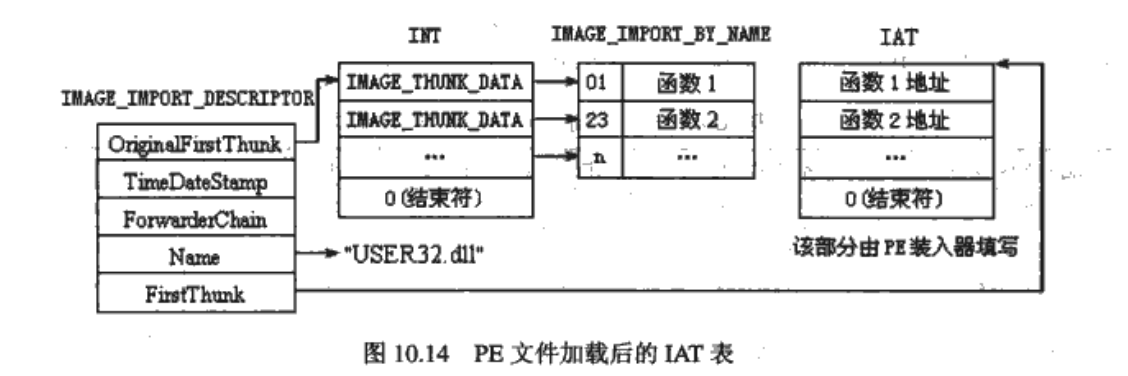 INT
IMAGE_IMPORT_BY_NAME
IAT
IMAGE_IMPORT_DESCRIPTOR
OriginalFirstThunk
TimeDateStamp
ForwarderChain
Name
FirstThunk
IMAGE_THUNK_DATA
IMAGE_THUNK_DATA
...
0(结束符)
01 函数 1
23 函数 2
n ...
函数 1 地址
函数 2 地址
...
0(结束符)
"USER32.dll"
该部分由 PE 装入器填写
图 10.14 PE 文件加载后的 IAT 表